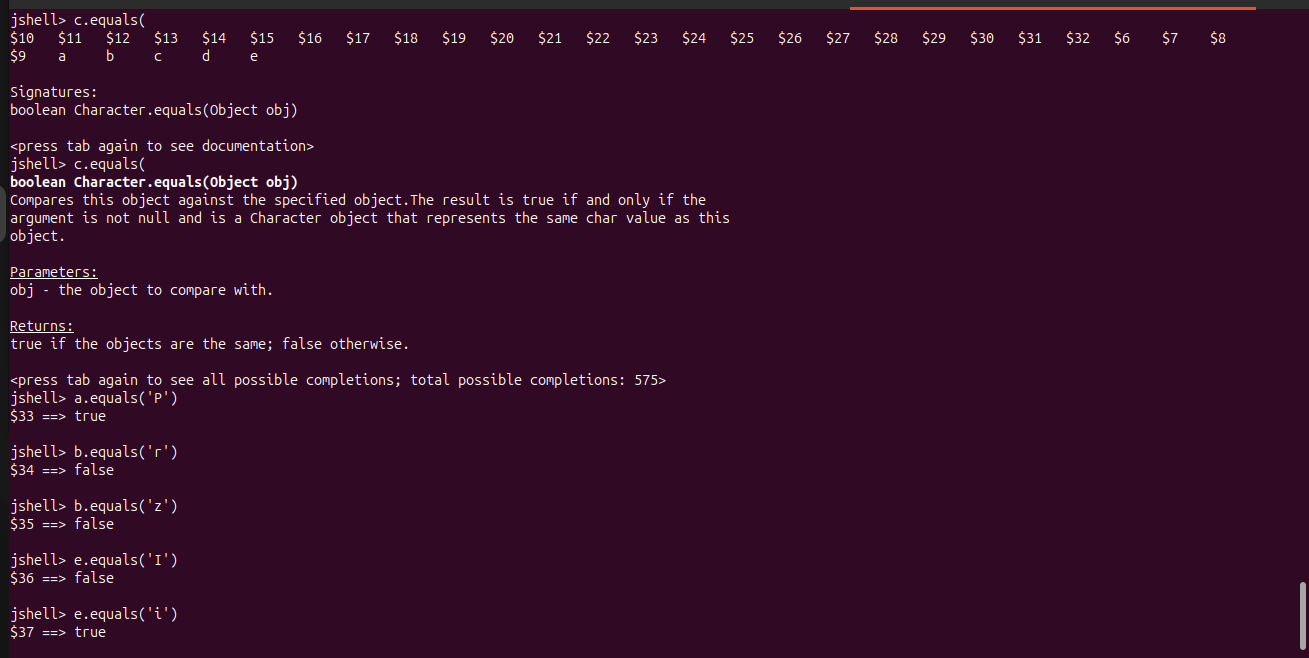 jshell> c.equals(
$10 $11 $12 $13 $14 $15 $16 $17 $18 $19 $20 $21 $22 $23 $24 $25 $26 $27 $28 $29 $30 $31 $32 $6 $7 $8
$9 a b c d e
Signatures:
boolean Character.equals(Object obj)
<press tab again to see documentation>
jshell> c.equals(
boolean Character.equals(Object obj)
Compares this object against the specified object.The result is true if and only if the
argument is not null and is a Character object that represents the same char value as this
object.
Parameters:
obj - the object to compare with.
Returns:
true if the objects are the same; false otherwise.
<press tab again to see all possible completions; total possible completions: 575>
jshell> a.equals('P')
$33 ==> true
jshell> b.equals('r')
$34 ==> false
jshell> b.equals('z')
$35 ==> false
jshell> e.equals('I')
$36 ==> false
jshell> e.equals('i')
$37 ==> true